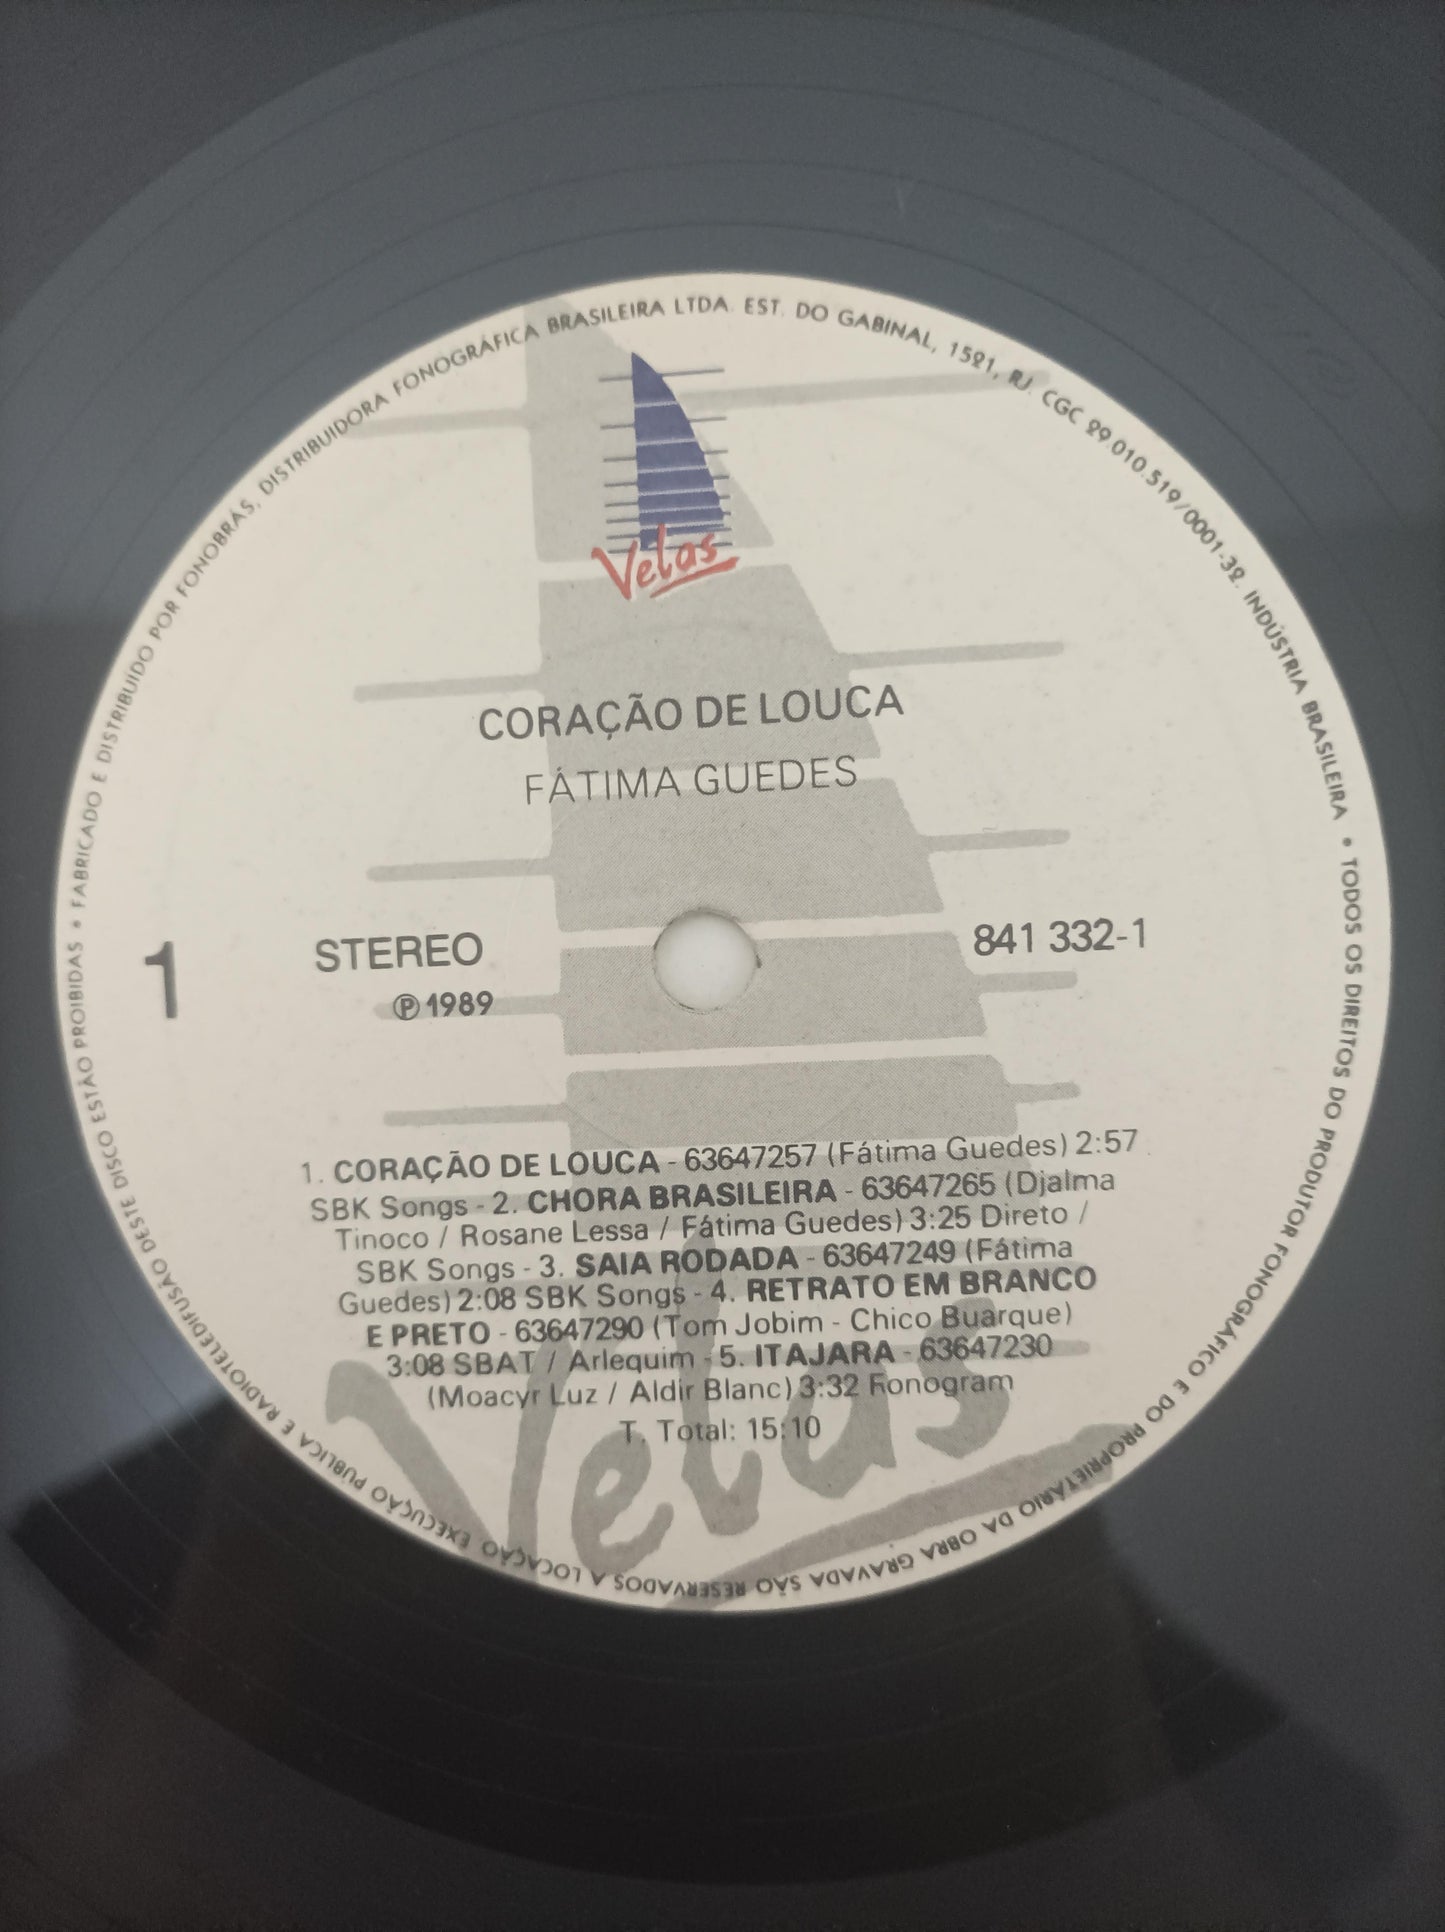 FABRICADO E DISTRIBUIDO POR FONOBRÁS, DISTRIBUIDORA FONOGRÁFICA BRASILEIRA LTDA. EST. DO GABINAL, 1521, RJ. CGC 29.010.519/0001-32. INDÚSTRIA BRASILEIRA • TODOS OS DIREITOS DO PRODUTOR FONOGRÁFICO E DO PROPRIETÁRIO DA OBRA GRAVADA SÃO RESERVADOS A LOCAÇÃO, EXECUÇÃO PUBLICA E RADIOTELEDIFUSÃO DESTE DISCO ESTÃO PROIBIDAS •
Velas
CORAÇÃO DE LOUCA
FÁTIMA GUEDES
1
STEREO
841 332-1
℗ 1989
1. CORAÇÃO DE LOUCA - 63647257 (Fátima Guedes) 2:57
SBK Songs - 2. CHORA BRASILEIRA - 63647265 (Djalma
Tinoco / Rosane Lessa / Fátima Guedes) 3:25 Direto /
SBK Songs - 3. SAIA RODADA - 63647249 (Fátima
Guedes) 2:08 SBK Songs - 4. RETRATO EM BRANCO
E PRETO - 63647290 (Tom Jobim - Chico Buarque)
3:08 SBAT / Arlequim - 5. ITAJARA - 63647230
(Moacyr Luz / Aldir Blanc) 3:32 Fonogram
T. Total: 15:10
Velas